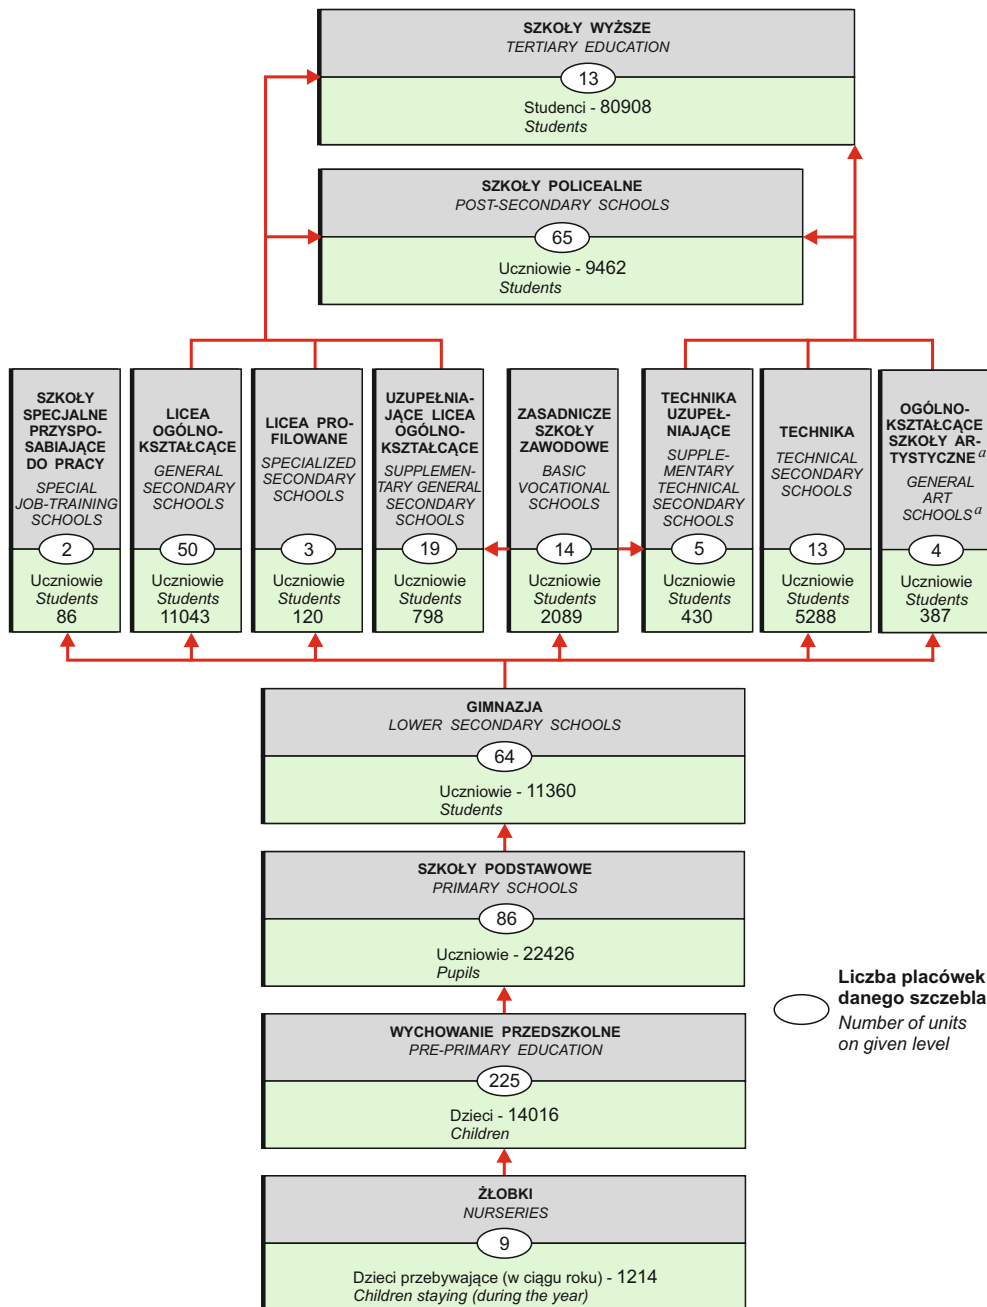 SZKOŁY WYŻSZE
TERTIARY EDUCATION
13
Studenci - 80908
Students
SZKOŁY POLICEALNE
POST-SECONDARY SCHOOLS
65
Uczniowie - 9462
Students
SZKOŁY
SPECJALNE
PRZYSPO-
SABIAJĄCE
DO PRACY
SPECIAL
JOB-TRAINING
SCHOOLS
2
Uczniowie
Students
86
LICEA
OGÓLNO-
KSZTAŁCĄCE
GENERAL
SECONDARY
SCHOOLS
50
Uczniowie
Students
11043
LICEA PRO-
FILOWANE
SPECIALIZED
SECONDARY
SCHOOLS
3
Uczniowie
Students
120
UZUPEŁNIA-
JĄCE LICEA
OGÓLNO-
KSZTAŁCĄCE
SUPPLEMEN-
TARY GENERAL
SECONDARY
SCHOOLS
19
Uczniowie
Students
798
ZASADNICZE
SZKOŁY
ZAWODOWE
BASIC
VOCATIONAL
SCHOOLS
14
Uczniowie
Students
2089
TECHNIKA
UZUPEŁ-
NIAJĄCE
SUPPLE-
MENTARY
TECHNICAL
SECONDARY
SCHOOLS
5
Uczniowie
Students
430
TECHNIKA
TECHNICAL
SECONDARY
SCHOOLS
13
Uczniowie
Students
5288
OGÓLNO-
KSZTAŁCĄCE
SZKOŁY AR-
TYSTYCZNE a
GENERAL
ART
SCHOOLS a
4
Uczniowie
Students
387
GIMNAZJA
LOWER SECONDARY SCHOOLS
64
Uczniowie - 11360
Students
SZKOŁY PODSTAWOWE
PRIMARY SCHOOLS
86
Uczniowie - 22426
Pupils
WYCHOWANIE PRZEDSZKOLNE
PRE-PRIMARY EDUCATION
225
Dzieci - 14016
Children
ŻŁOBKI
NURSERIES
9
Dzieci przebywające (w ciągu roku) - 1214
Children staying (during the year)
Liczba placówek
danego szczebla
Number of units
on given level